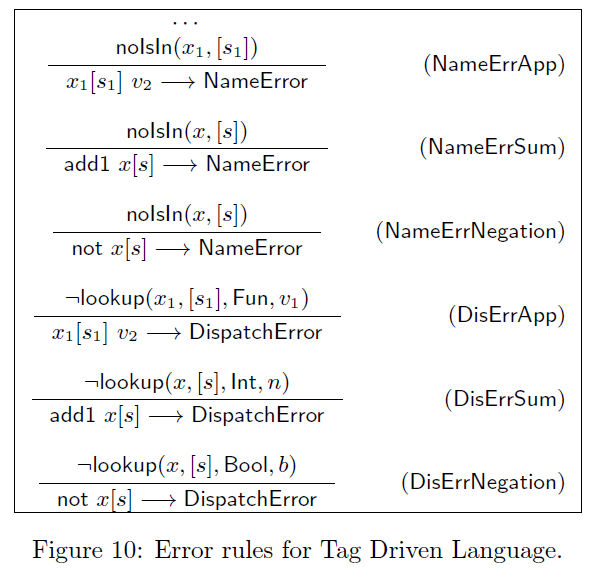 ...
noIsIn(x₁, [s₁])
x₁[s₁] v₂ ⟶ NameError (NameErrApp)
noIsIn(x, [s])
add1 x[s] ⟶ NameError (NameErrSum)
noIsIn(x, [s])
not x[s] ⟶ NameError (NameErrNegation)
¬lookup(x₁, [s₁], Fun, v₁)
x₁[s₁] v₂ ⟶ DispatchError (DisErrApp)
¬lookup(x, [s], Int, n)
add1 x[s] ⟶ DispatchError (DisErrSum)
¬lookup(x, [s], Bool, b)
not x[s] ⟶ DispatchError (DisErrNegation)
Figure 10: Error rules for Tag Driven Language.